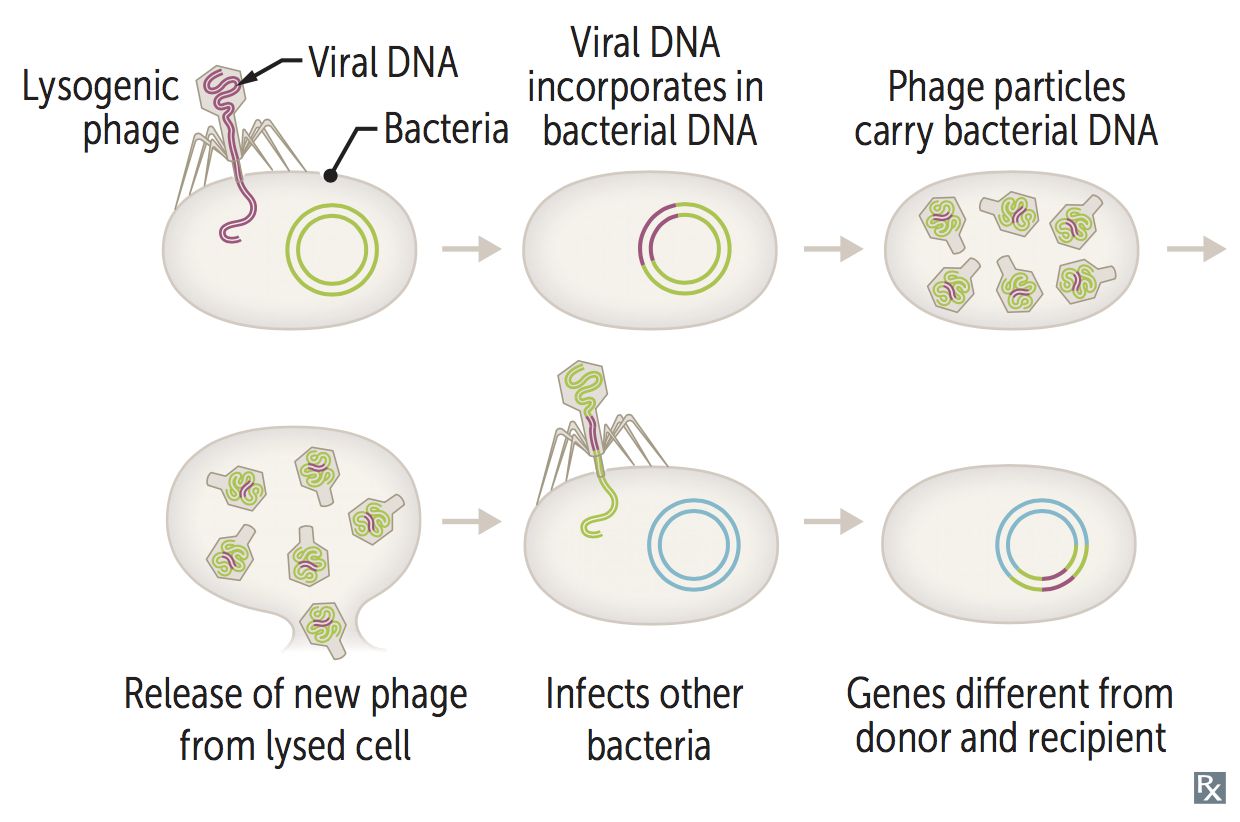 Lysogenic
phage
Viral DNA
Bacteria
Viral DNA
incorporates in
bacterial DNA
Phage particles
carry bacterial DNA
Release of new phage
from lysed cell
Infects other
bacteria
Genes different from
donor and recipient
Rx